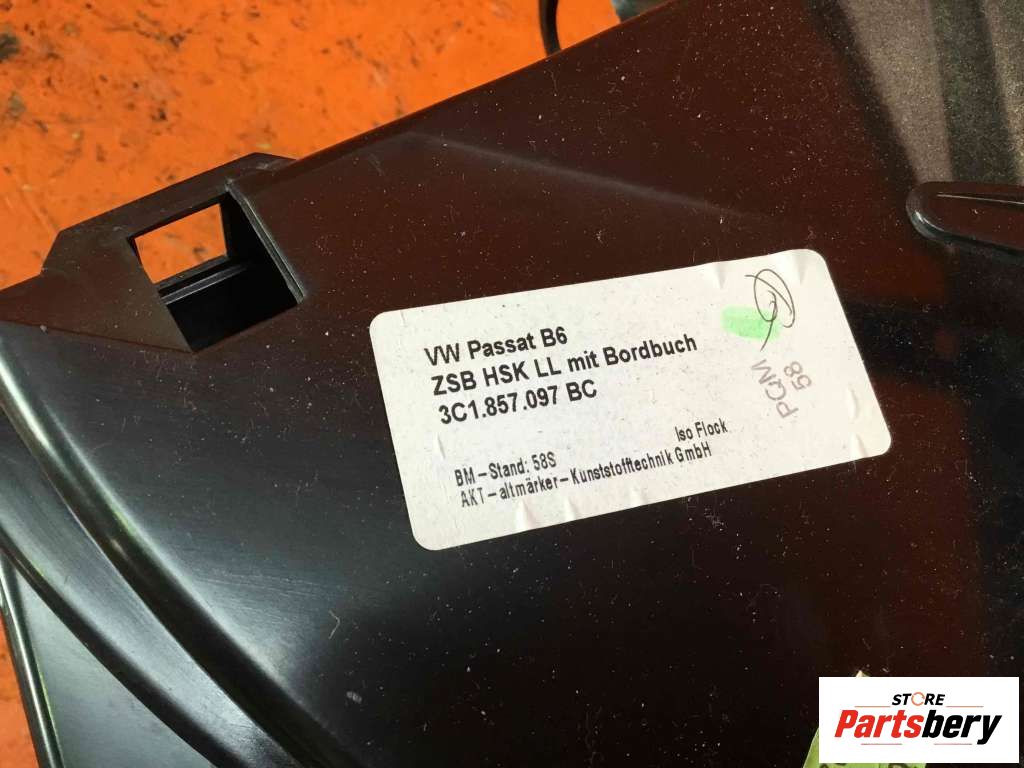 VW Passat B6
ZSB HSK LL mit Bordbuch
3C1.857.097 BC
BM-Stand: 58S Iso Flock
AKT-altmärker-Kunststofftechnik GmbH
PQM
58
STORE
Partsbery